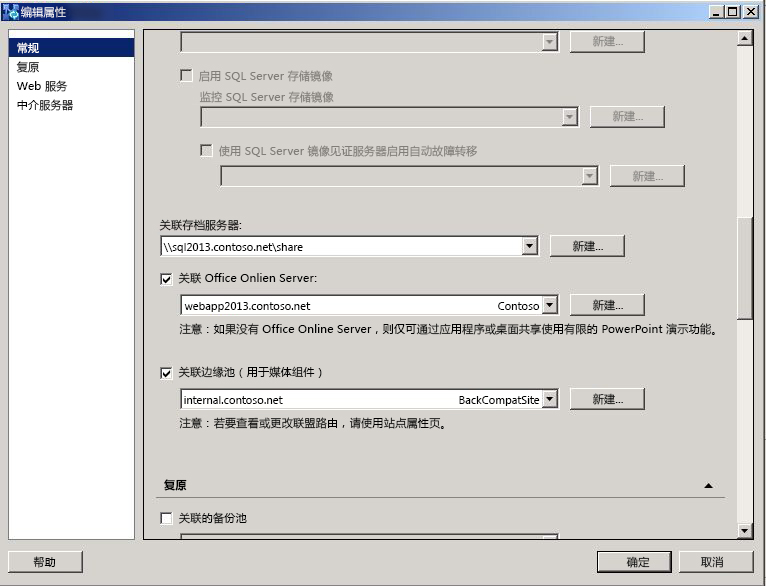 编辑属性
常规
复原
Web 服务
中介服务器
新建...
启用 SQL Server 存储镜像
监控 SQL Server 存储镜像
新建...
使用 SQL Server 镜像见证服务器启用自动故障转移
新建...
关联存档服务器:
\\sql2013.contoso.net\share
新建...
关联 Office Onlien Server:
webapp2013.contoso.net Contoso
新建...
注意：如果没有 Office Online Server，则仅可通过应用程序或桌面共享使用有限的 PowerPoint 演示功能。
关联边缘池（用于媒体组件）
internal.contoso.net BackCompatSite
新建...
注意：若要查看或更改联盟路由，请使用站点属性页。
复原
关联的备份池
帮助
确定
取消